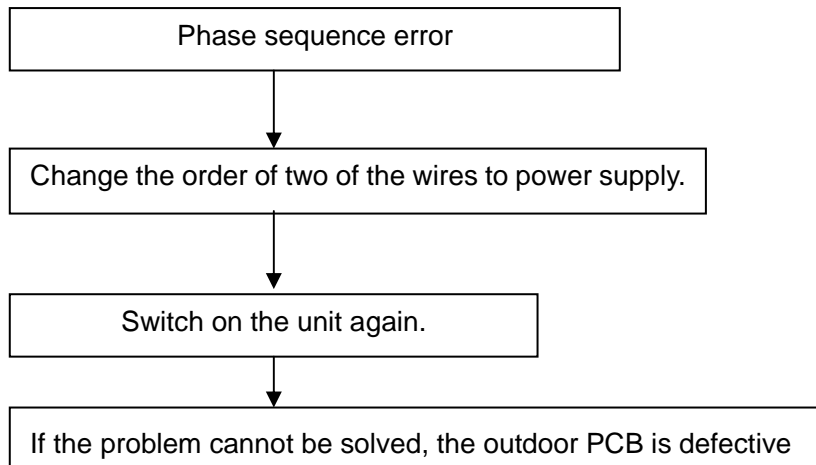 Phase sequence error
Change the order of two of the wires to power supply.
Switch on the unit again.
If the problem cannot be solved, the outdoor PCB is defective